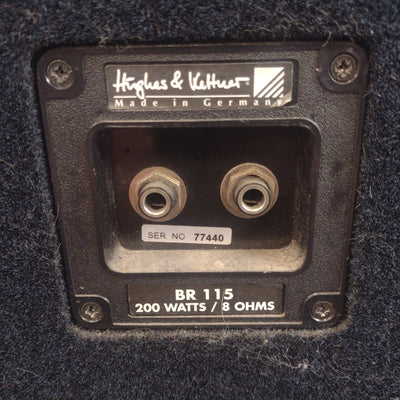 Hughes & Kettner
Made in Germany
SER. NO. 77440
BR 115
200 WATTS / 8 OHMS